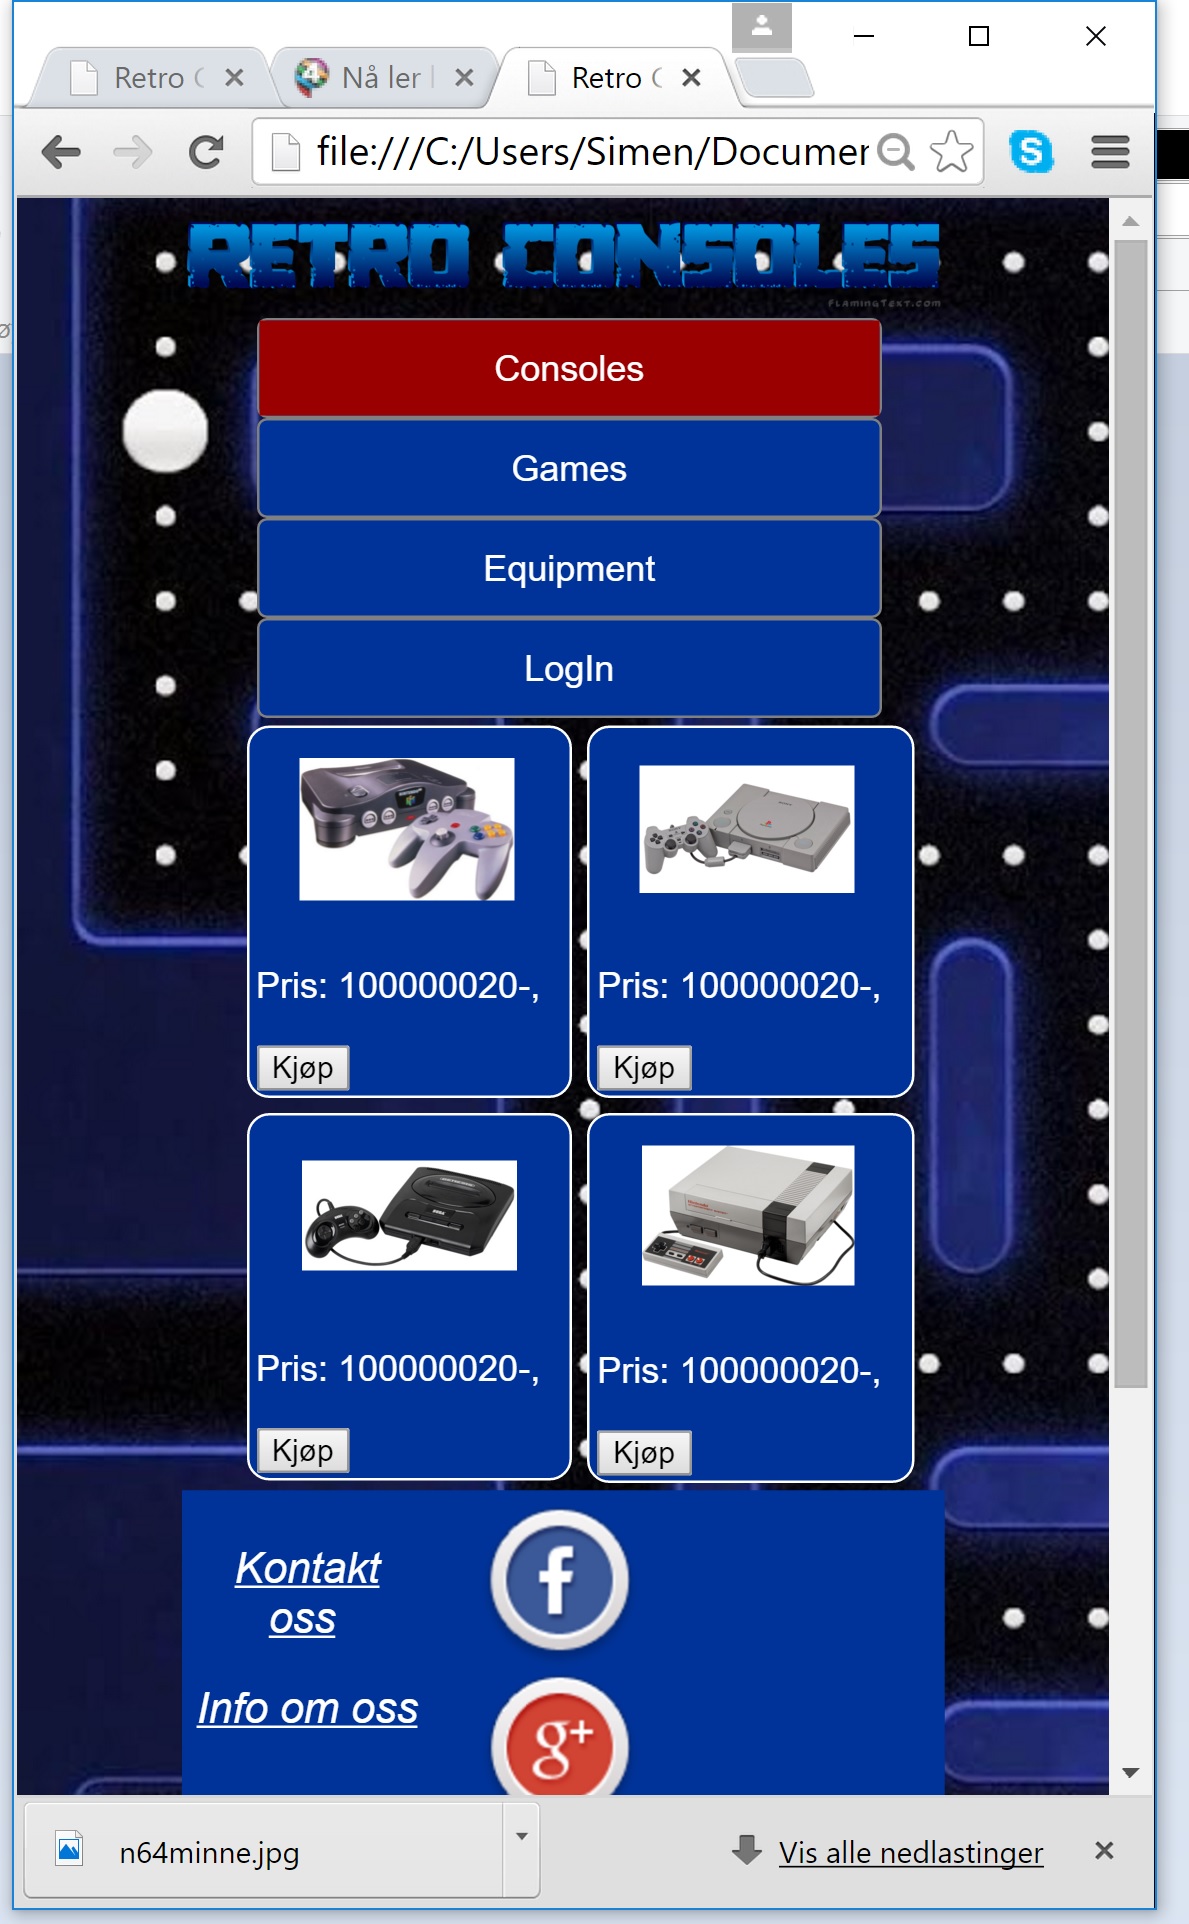 Retro
Nå ler
Retro
file:///C:/Users/Simen/Documen
S
RETRO CONSOLES
FlamingText.com
Consoles
Games
Equipment
LogIn
Pris: 100000020-, Pris: 100000020-,
Kjøp Kjøp
Pris: 100000020-, Pris: 100000020-,
Kjøp Kjøp
Kontakt
oss
f
Info om oss
g+
n64minne.jpg
Vis alle nedlastinger